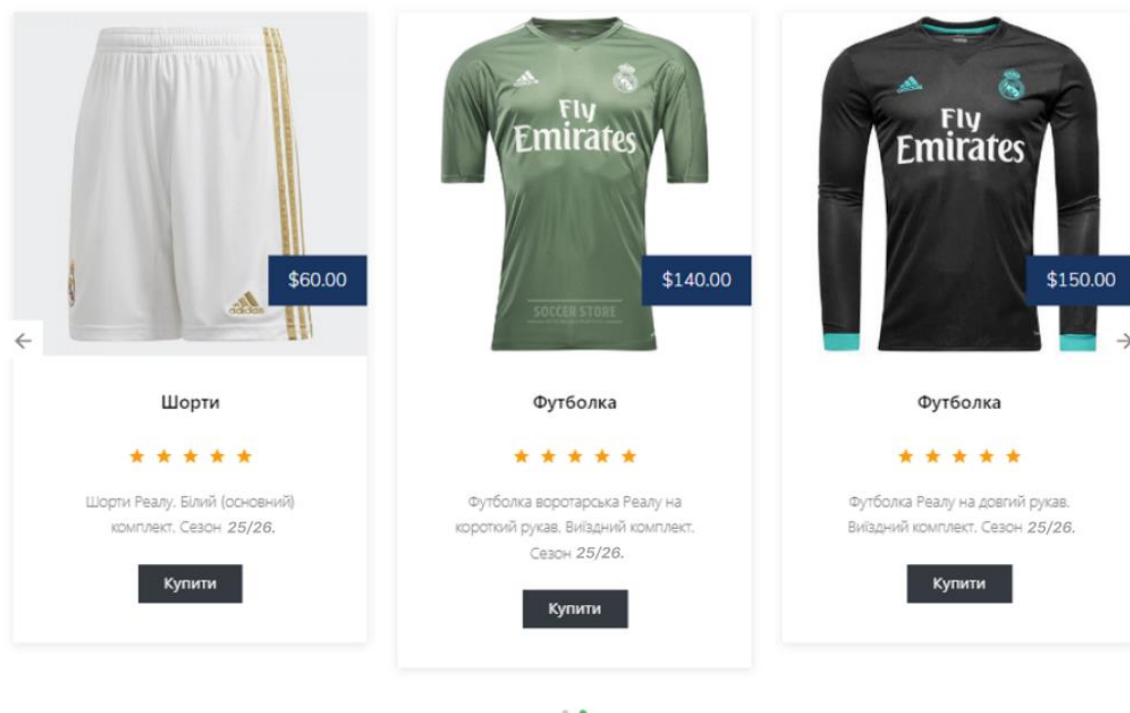 Fly
Emirates
Fly
Emirates
$60.00
$140.00
$150.00
adidas
SOCCER STORE
Шорти
Футболка
Футболка
Шорти Реалу. Білий (основний)
комплект. Сезон 25/26.
Купити
Футболка воротарська Реалу на
короткий рукав. Виїздний комплект.
Сезон 25/26.
Купити
Футболка Реалу на довгий рукав.
Виїздний комплект. Сезон 25/26.
Купити